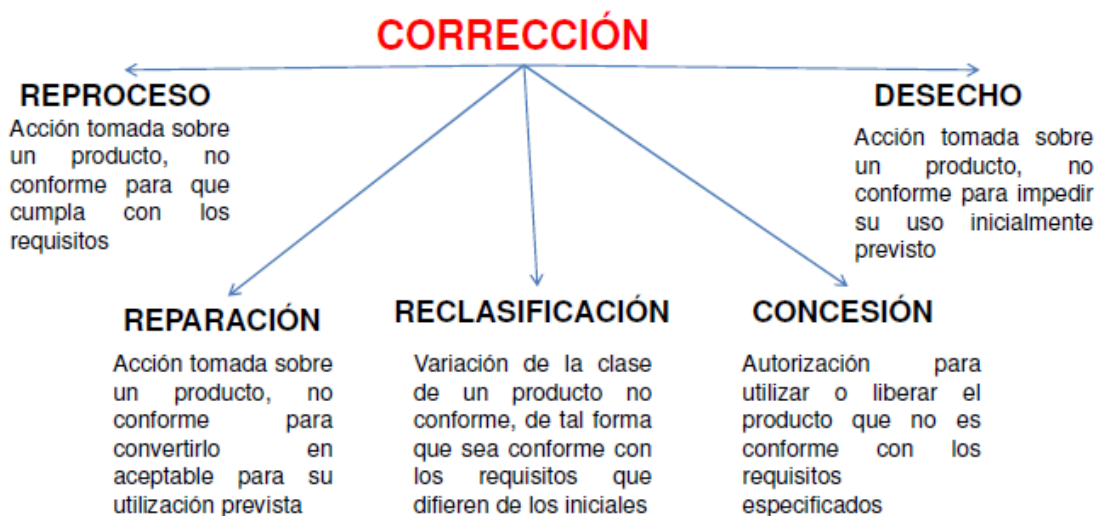 CORRECCIÓN
REPROCESO
Acción tomada sobre
un producto, no
conforme para que
cumpla con los
requisitos
DESECHO
Acción tomada sobre
un producto, no
conforme para impedir
su uso inicialmente
previsto
REPARACIÓN
Acción tomada sobre
un producto, no
conforme para
convertirlo en
aceptable para su
utilización prevista
RECLASIFICACIÓN
Variación de la clase
de un producto no
conforme, de tal forma
que sea conforme con
los requisitos que
difieren de los iniciales
CONCESIÓN
Autorización para
utilizar o liberar el
producto que no es
conforme con los
requisitos
especificados